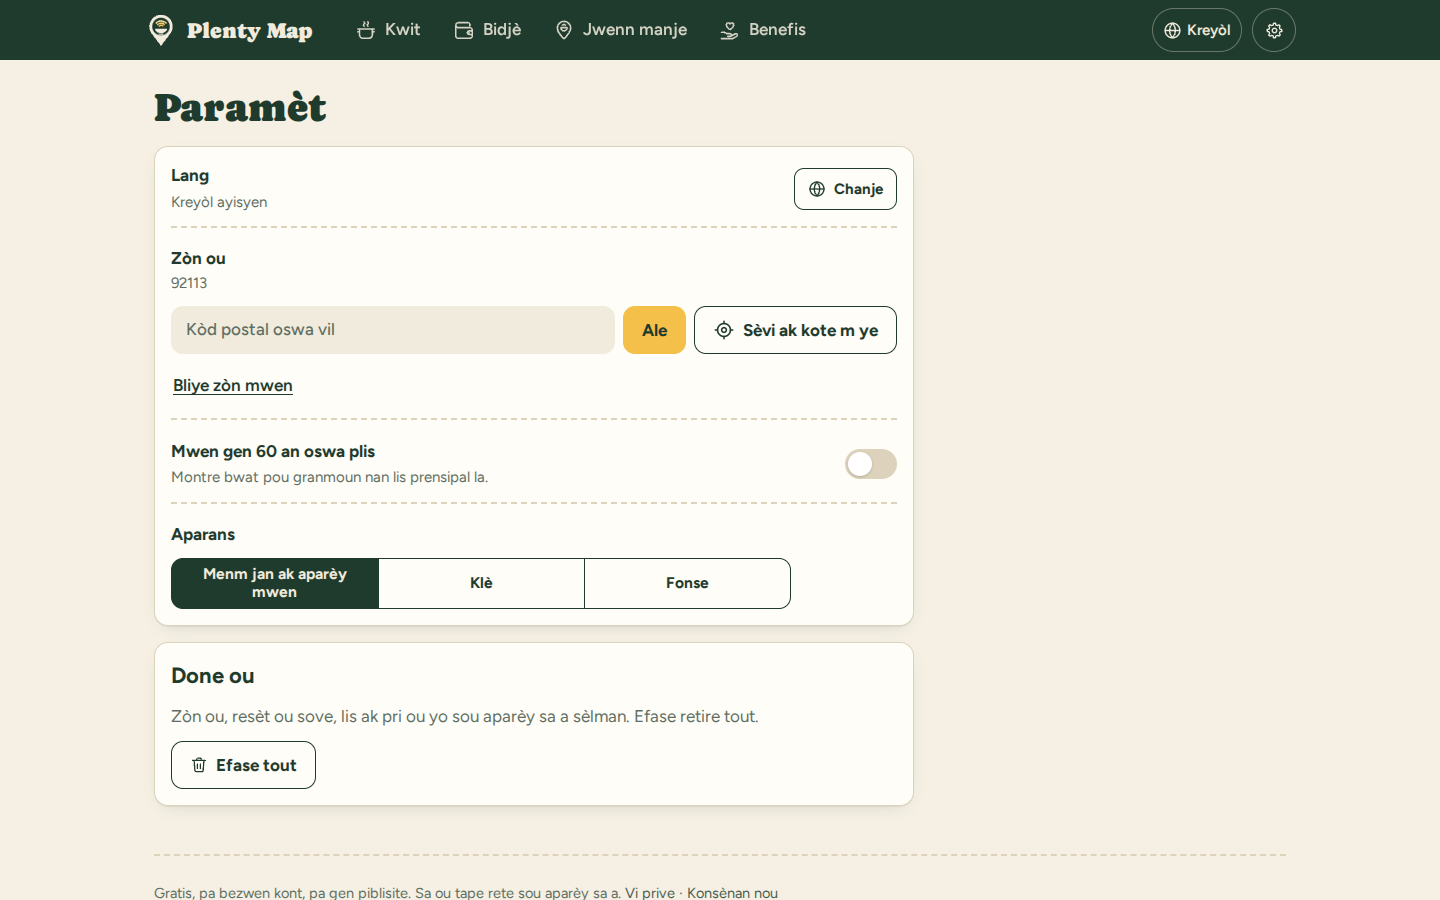 Plenty Map
Kwit
Bidjè
Jwenn manje
Benefis
Kreyòl
Paramèt
Lang
Kreyòl ayisyen
Chanje
Zòn ou
92113
Kòd postal oswa vil
Ale
Sèvi ak kote m ye
Bliye zòn mwen
Mwen gen 60 an oswa plis
Montre bwat pou granmoun nan lis prensipal la.
Aparans
Menm jan ak aparèy
mwen
Klè
Fonse
Done ou
Zòn ou, resèt ou sove, lis ak pri ou yo sou aparèy sa a sèlman. Efase retire tout.
Efase tout
Gratis, pa bezwen kont, pa gen piblisite. Sa ou tape rete sou aparèy sa a. Vi prive · Konsènan nou